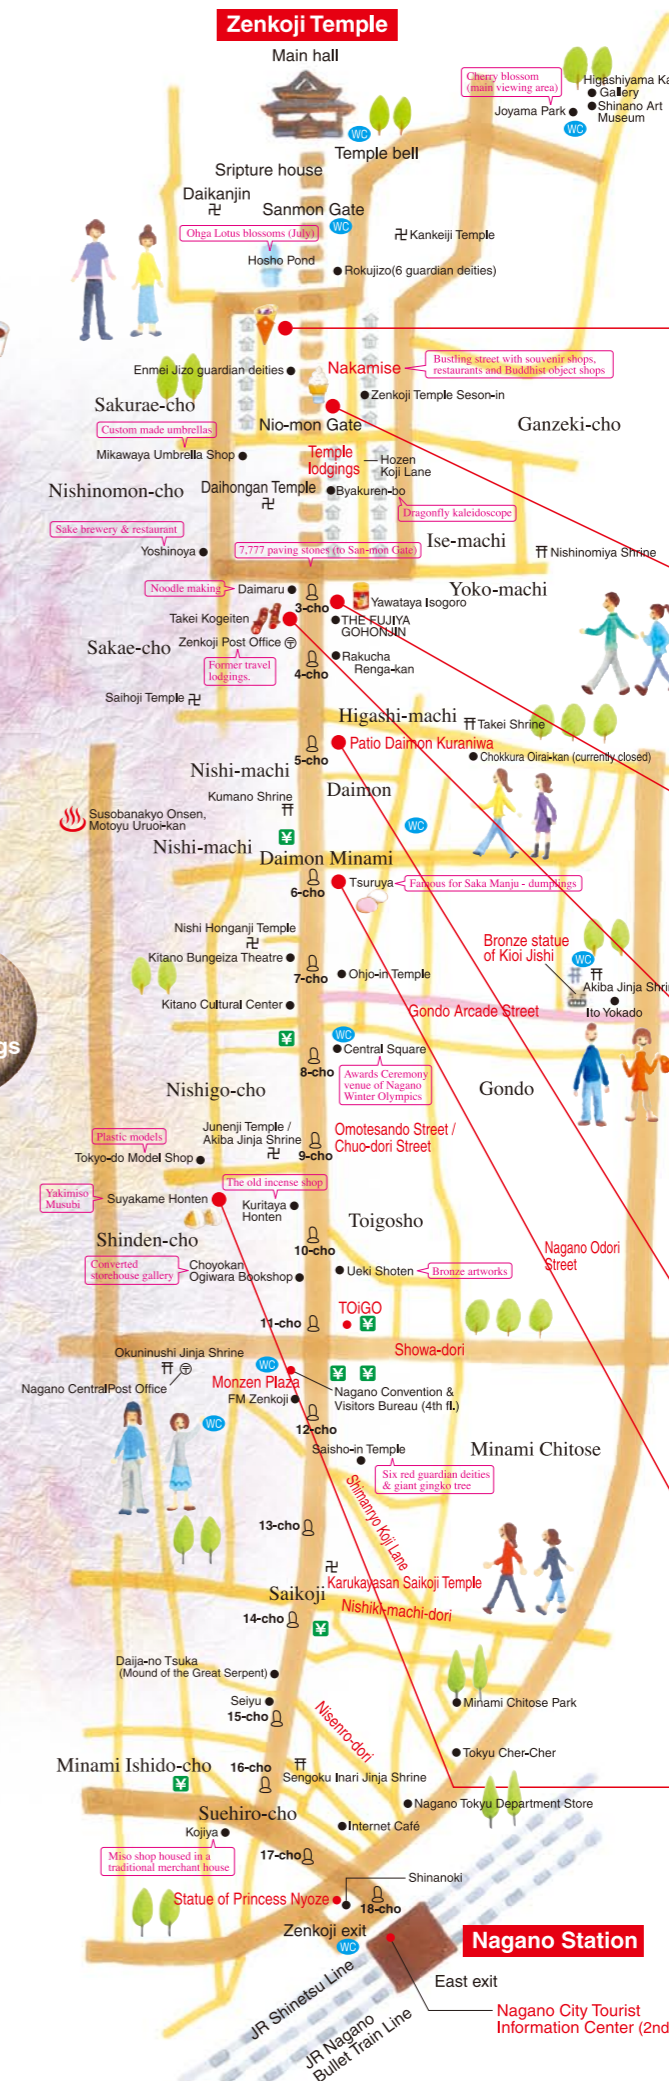 Zenkoji Temple
Main hall
Cherry blossom
(main viewing area)
Higashiyama Ka
Gallery
Joyama Park
Shinano Art
Museum
WC
WC
Temple bell
Sripture house
Daikanjin
卍
Sanmon Gate
WC
Ohga Lotus blossoms (July)
卍 Kankeiji Temple
Hosho Pond
Rokujizo(6 guardian deities)
Enmei Jizo guardian deities
Nakamise
Bustling street with souvenir shops,
restaurants and Buddhist object shops
Zenkoji Temple Seson-in
Sakurae-cho
Nio-mon Gate
Ganzeki-cho
Custom made umbrellas
Mikawaya Umbrella Shop
Temple
lodgings
Hozen
Koji Lane
Nishinomon-cho
Daihongan Temple
卍
Byakuren-bo
Dragonfly kaleidoscope
Sake brewery & restaurant
Ise-machi
Yoshinoya
7,777 paving stones (to San-mon Gate)
Nishinomiya Shrine
Noodle making
Daimaru
3-cho
Yawataya Isogoro
Yoko-machi
Takei Kogeiten
THE FUJIYA
GOHONJIN
Sakae-cho
Zenkoji Post Office 〶
Former travel
lodgings.
4-cho
Rakucha
Renga-kan
Saihoji Temple 卍
Higashi-machi
Takei Shrine
5-cho
Patio Daimon Kuraniwa
Chokkura Oirai-kan (currently closed)
Nishi-machi
Daimon
Kumano Shrine
Susobanakyo Onsen,
Motoyu Uruoi-kan
¥
WC
Nishi-machi
Daimon Minami
6-cho
Tsuruya
Famous for Saka Manju - dumplings
Nishi Honganji Temple
卍
Bronze statue
of Kioi Jishi
WC
Kitano Bungeiza Theatre
7-cho
Ohjo-in Temple
Akiba Jinja Shrin
Ito Yokado
Kitano Cultural Center
Gondo Arcade Street
¥
WC
Central Square
8-cho
Awards Ceremony
venue of Nagano
Winter Olympics
Nishigo-cho
Gondo
Junenji Temple /
Akiba Jinja Shrine
卍
9-cho
Omotesando Street /
Chuo-dori Street
Plastic models
Tokyo-do Model Shop
Yakimiso
Musubi
Suyakame Honten
The old incense shop
Kuritaya
Honten
Toigosho
Shinden-cho
10-cho
Nagano Odori
Street
Converted
storehouse gallery
Choyokan
Ogiwara Bookshop
Ueki Shoten
Bronze artworks
11-cho
TOiGO
¥
Showa-dori
Okuninushi Jinja Shrine
〶
Nagano CentralPost Office
WC
Monzen Plaza
¥ ¥
Nagano Convention &
Visitors Bureau (4th fl.)
FM Zenkoji
12-cho
WC
Saisho-in Temple
Minami Chitose
Six red guardian deities
& giant gingko tree
Shimanryo Koji Lane
13-cho
卍
Karukayasan Saikoji Temple
Saikoji
Nishiki-machi-dori
14-cho
¥
Daija-no Tsuka
(Mound of the Great Serpent)
Seiyu
15-cho
Nisenro-dori
Minami Chitose Park
Tokyu Cher-Cher
Minami Ishido-cho
¥
16-cho
Sengoku Inari Jinja Shrine
Suehiro-cho
Nagano Tokyu Department Store
Kojiya
Internet Café
Miso shop housed in a
traditional merchant house
17-cho
Shinanoki
Statue of Princess Nyoze
18-cho
Zenkoji exit
WC
Nagano Station
East exit
JR Shinetsu Line
JR Nagano
Bullet Train Line
Nagano City Tourist
Information Center (2nd
gs